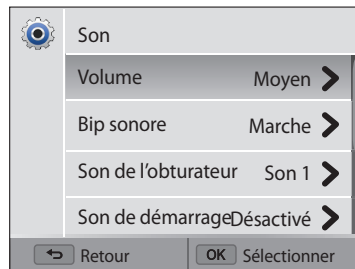 Son
Volume Moyen
Bip sonore Marche
Son de l'obturateur Son 1
Son de démarrage Désactivé
Retour OK Sélectionner